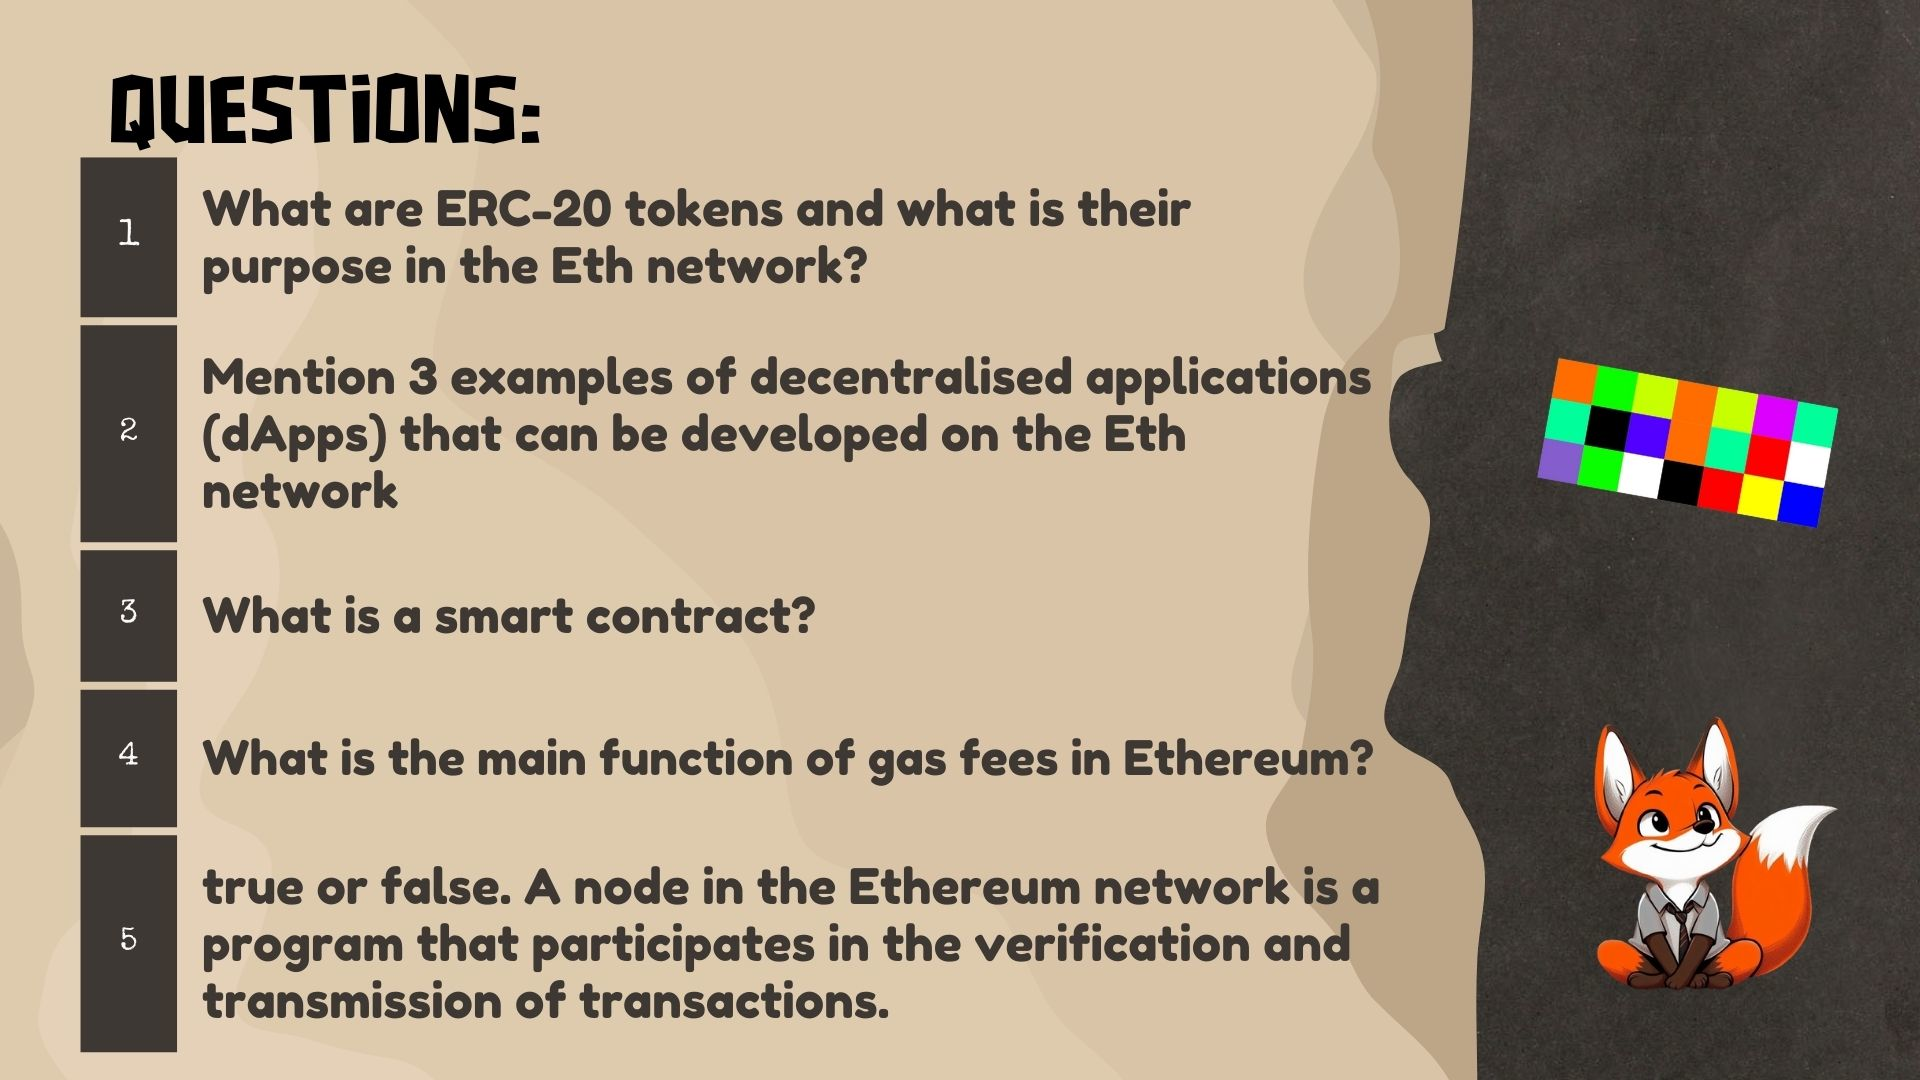 QUESTIONS:
1
What are ERC-20 tokens and what is their
purpose in the Eth network?
2
Mention 3 examples of decentralised applications
(dApps) that can be developed on the Eth
network
3
What is a smart contract?
4
What is the main function of gas fees in Ethereum?
5
true or false. A node in the Ethereum network is a
program that participates in the verification and
transmission of transactions.